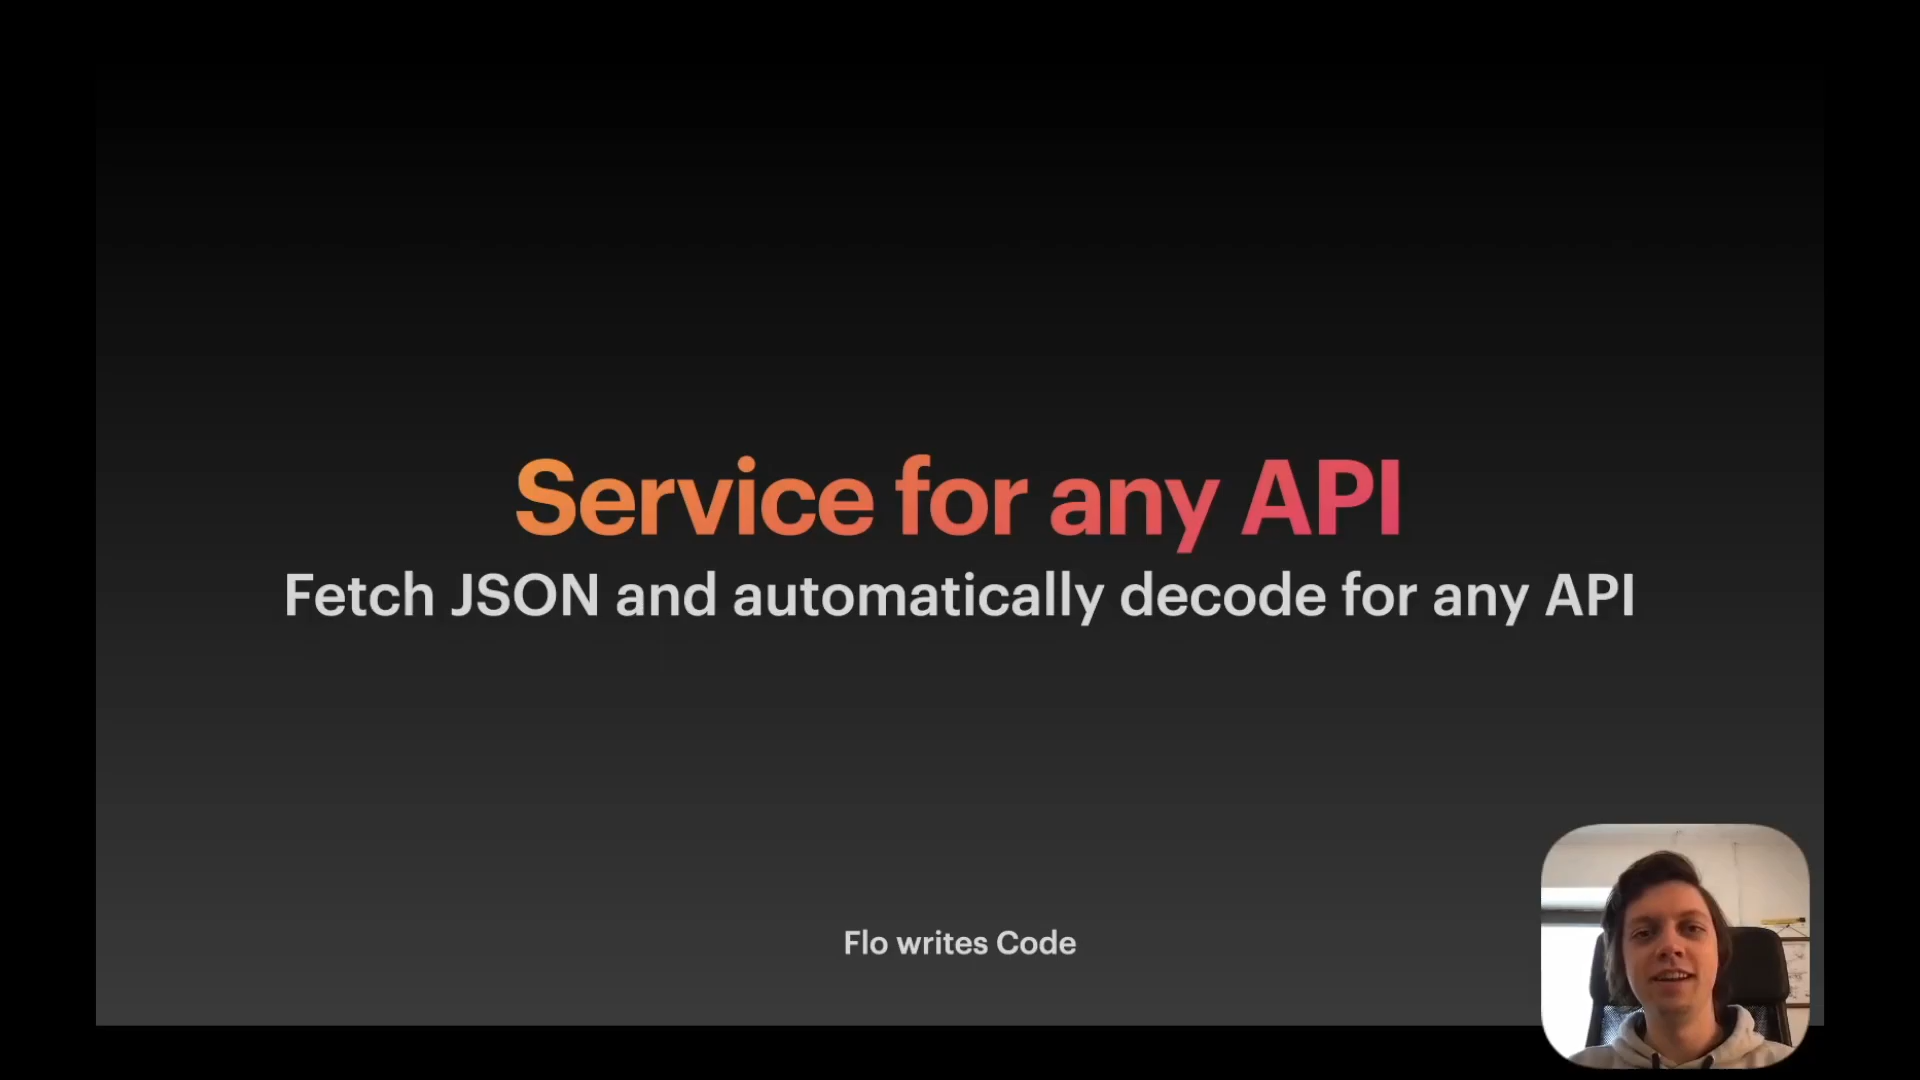 Service for any API
Fetch JSON and automatically decode for any API
Flo writes Code